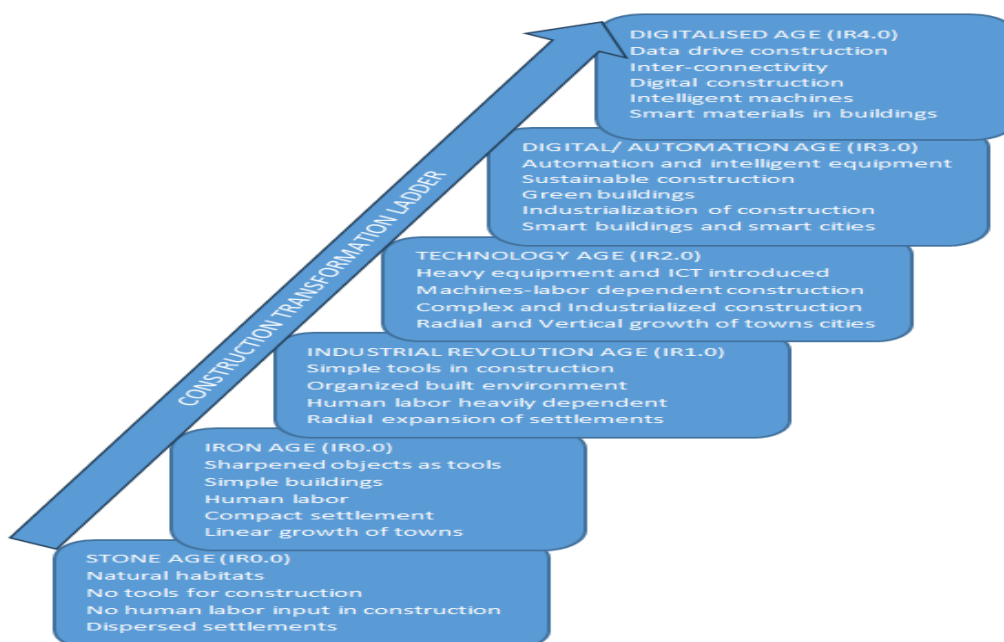 DIGITALISED AGE (IR4.0)
Data drive construction
Inter-connectivity
Digital construction
Intelligent machines
Smart materials in buildings
DIGITAL/ AUTOMATION AGE (IR3.0)
Automation and intelligent equipment
Sustainable construction
Green buildings
Industrialization of construction
Smart buildings and smart cities
TECHNOLOGY AGE (IR2.0)
Heavy equipment and ICT introduced
Machines-labor dependent construction
Complex and Industrialized construction
Radial and Vertical growth of towns cities
INDUSTRIAL REVOLUTION AGE (IR1.0)
Simple tools in construction
Organized built environment
Human labor heavily dependent
Radial expansion of settlements
IRON AGE (IR0.0)
Sharpened objects as tools
Simple buildings
Human labor
Compact settlement
Linear growth of towns
STONE AGE (IR0.0)
Natural habitats
No tools for construction
No human labor input in construction
Dispersed settlements
CONSTRUCTION TRANSFORMATION LADDER